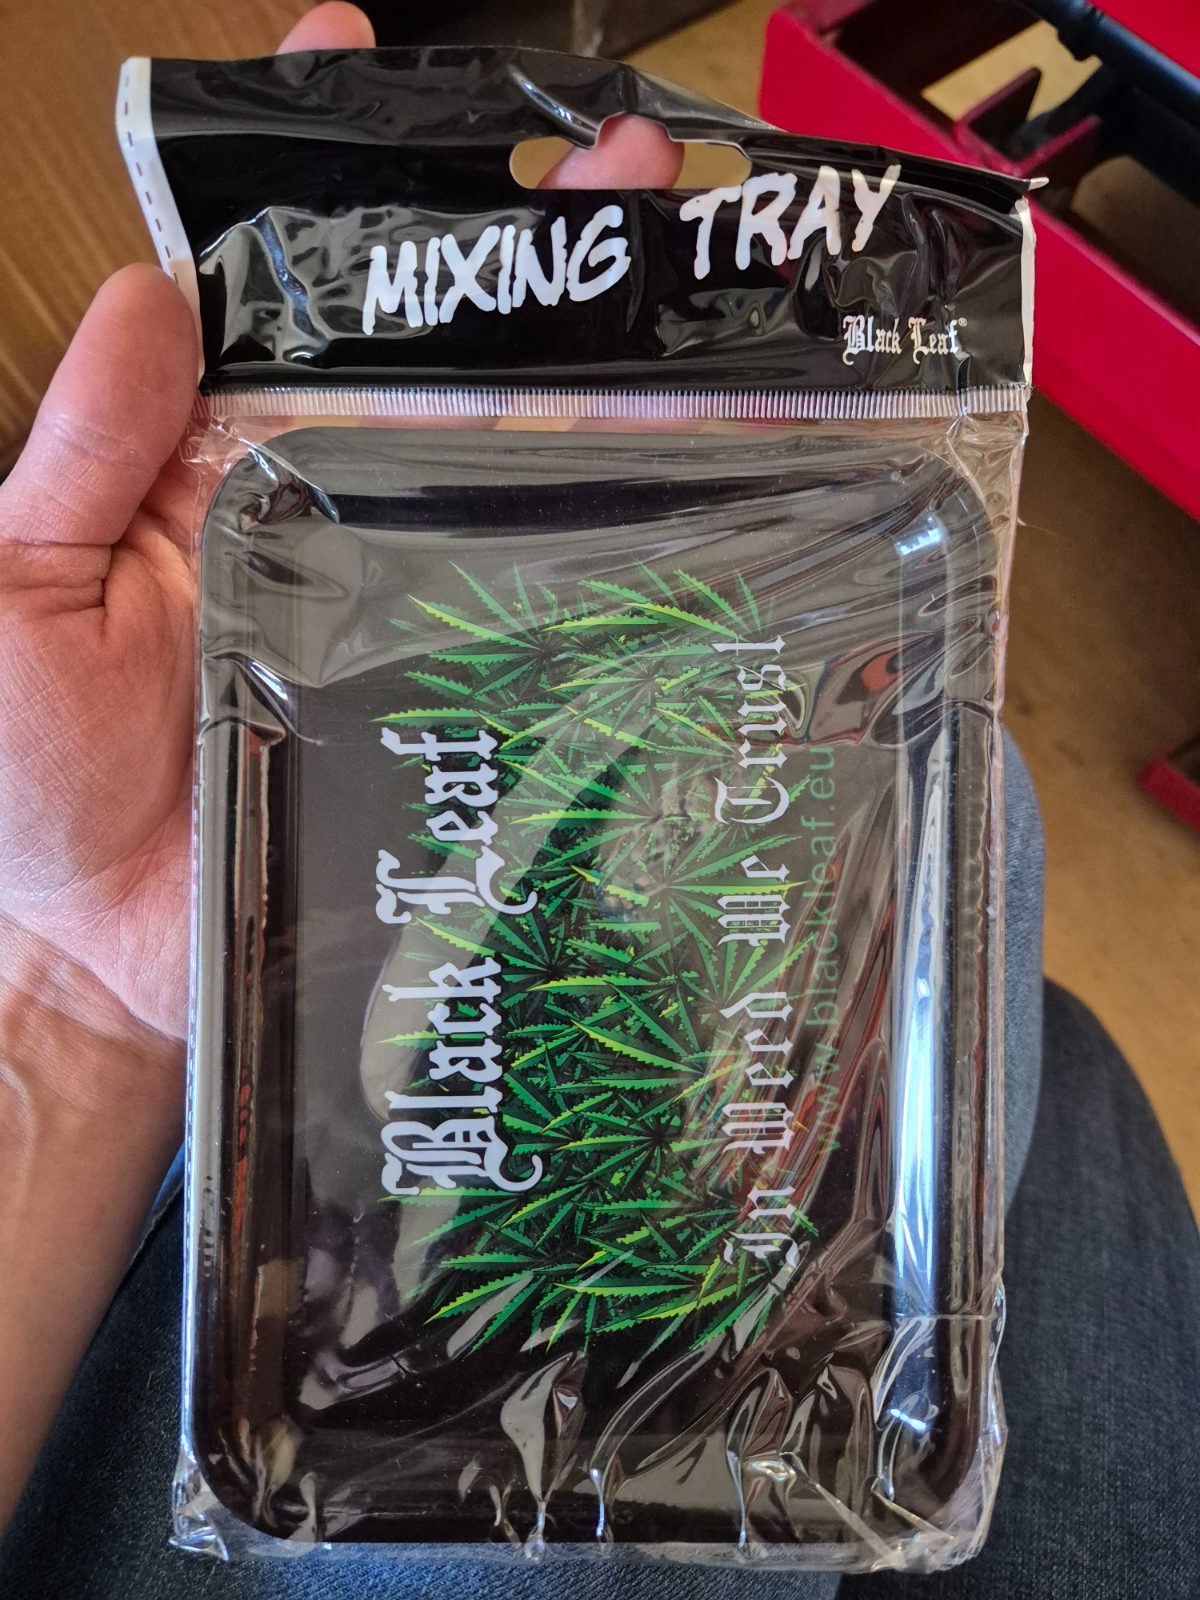 MIXING TRAY
Black Leaf®
Black Leaf
In Weed We Trust
www.blackleaf.eu